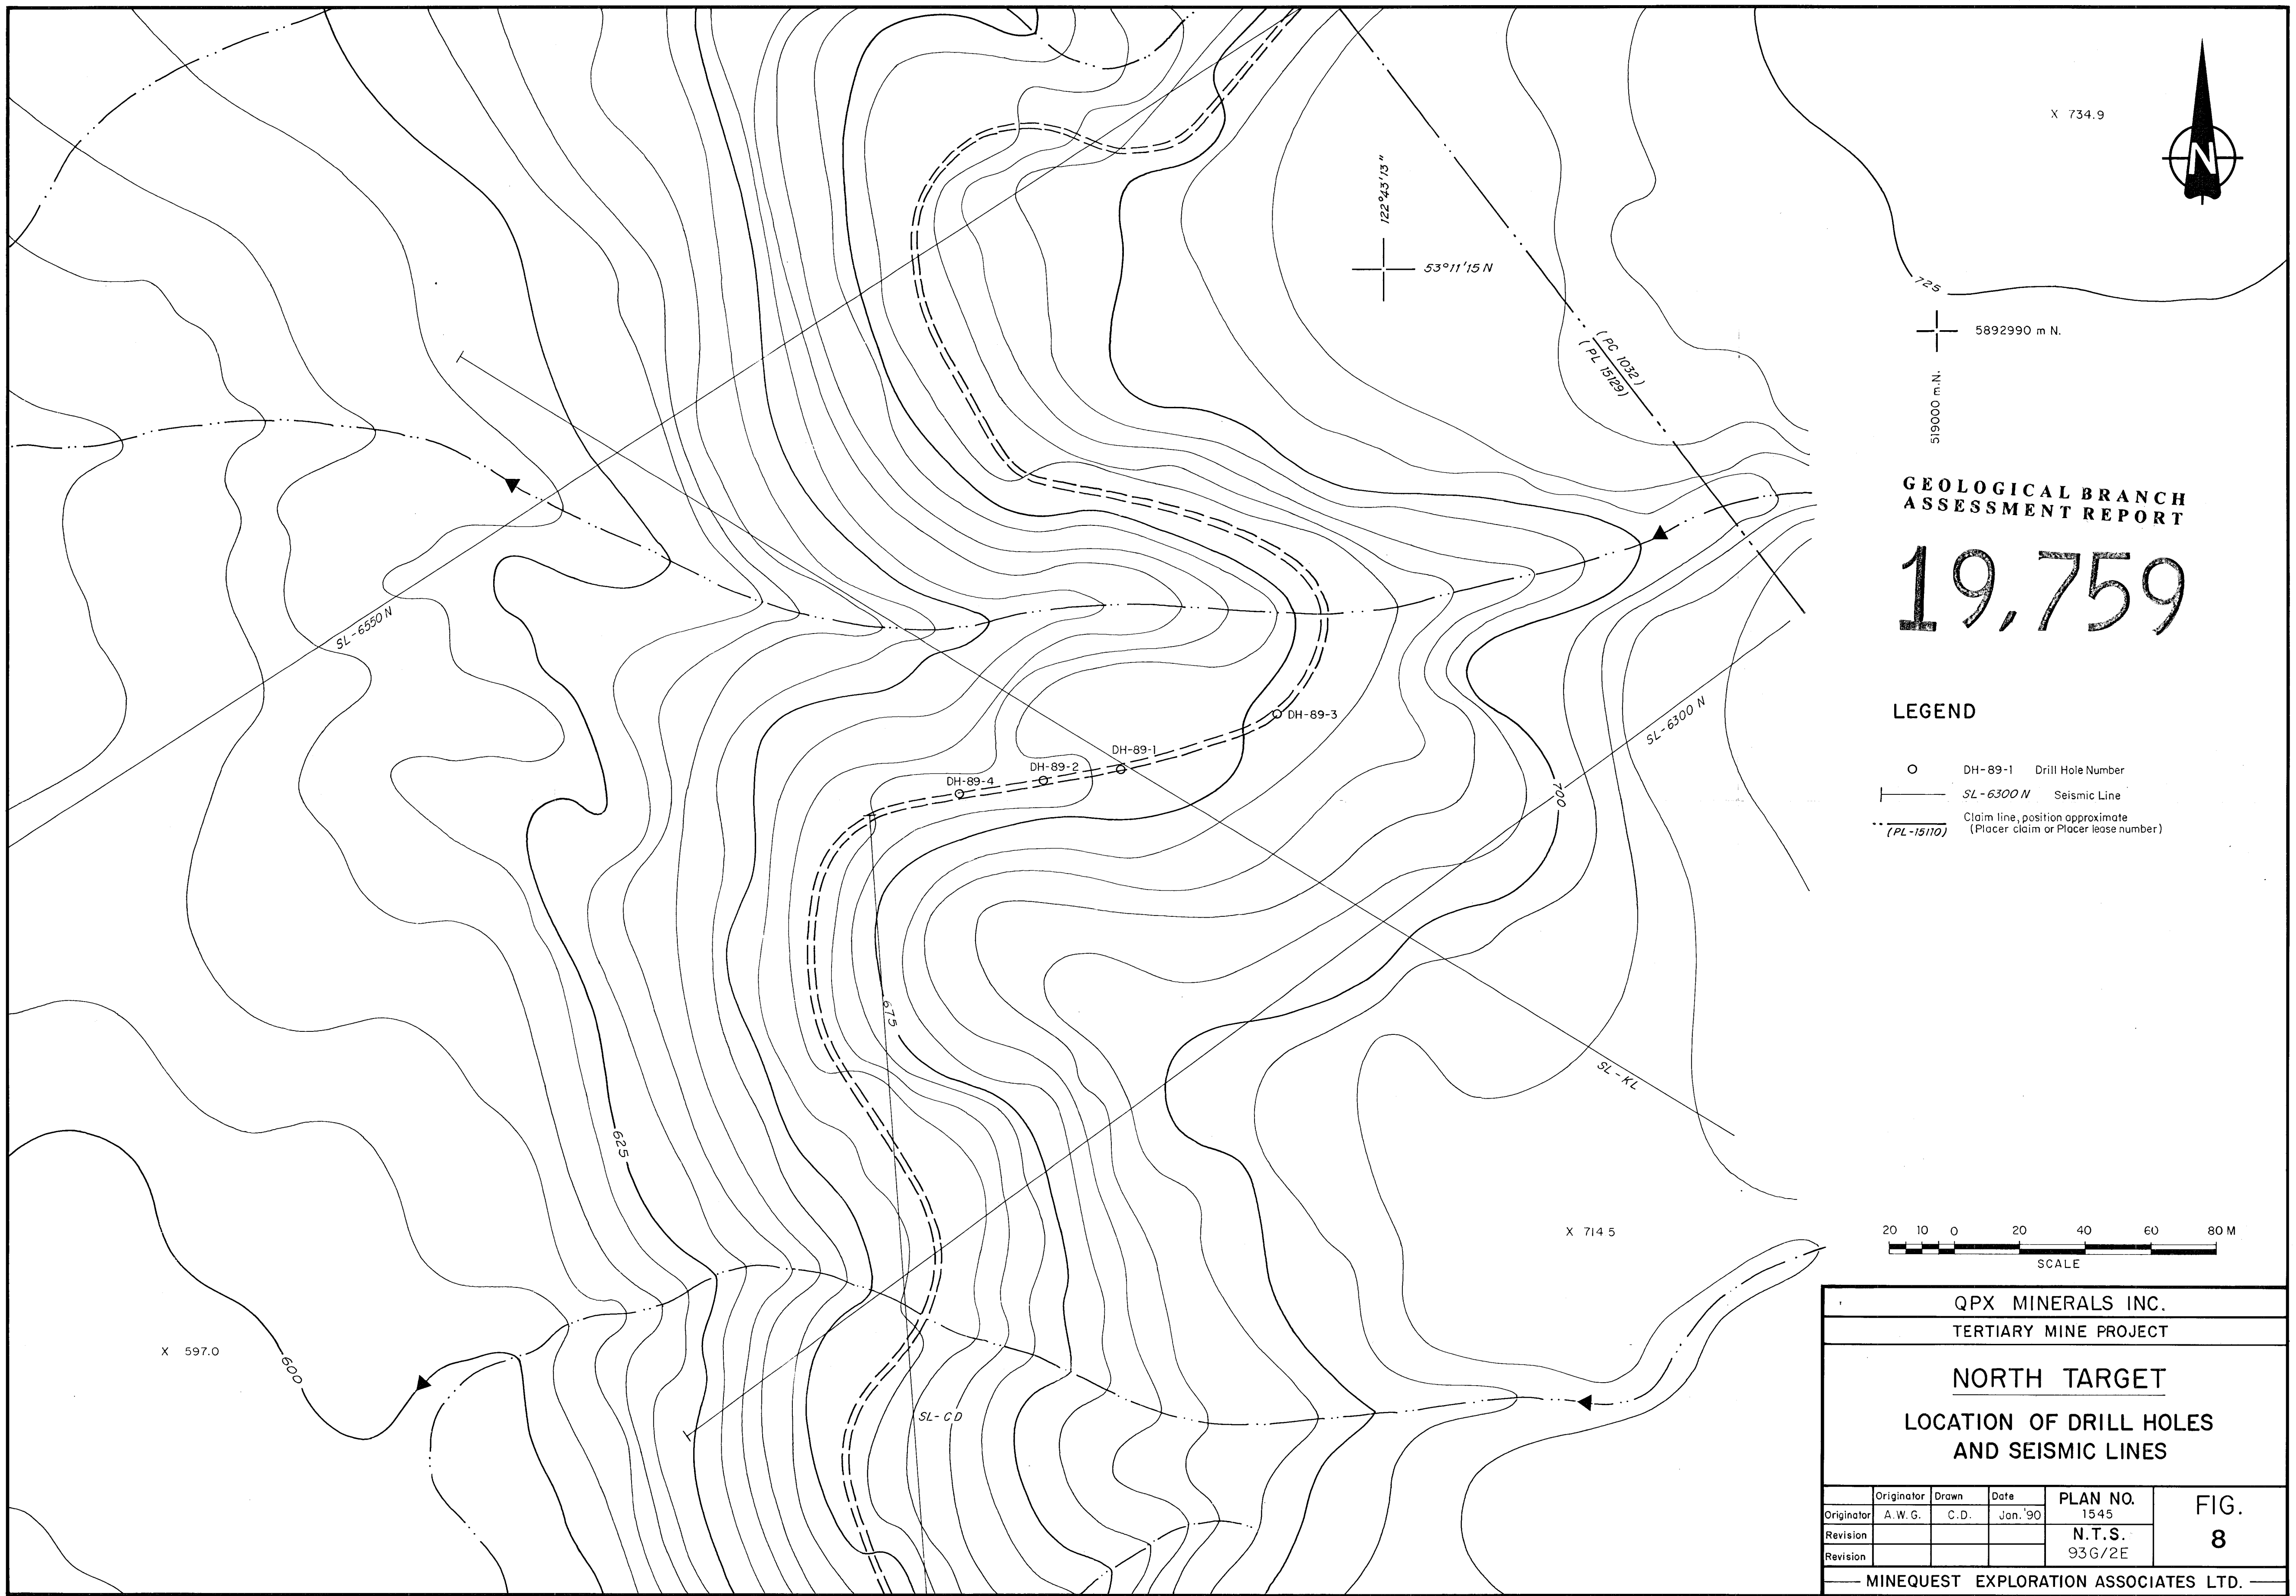 X 734.9
N
122°43'13"
53°11'15 N
725
5892990 m N.
519000 m.N.
(PC 1032)
(PL 15129)
GEOLOGICAL BRANCH
ASSESSMENT REPORT
19,759
SL-6550 N
SL-6300 N
LEGEND
DH-89-1 Drill Hole Number
SL-6300 N Seismic Line
(PL-15110) Claim line, position approximate
(Placer claim or Placer lease number)
DH-89-3
DH-89-1
DH-89-2
DH-89-4
700
675
SL-KL
625
X 714 5
X 597.0
600
SL-CD
20 10 0 20 40 60 80 M
SCALE
QPX MINERALS INC.
TERTIARY MINE PROJECT
NORTH TARGET
LOCATION OF DRILL HOLES
AND SEISMIC LINES
Originator Drawn Date
Originator A.W.G. C.D. Jan.'90
Revision
Revision
PLAN NO.
1545
N.T.S.
93G/2E
FIG.
8
MINEQUEST EXPLORATION ASSOCIATES LTD.